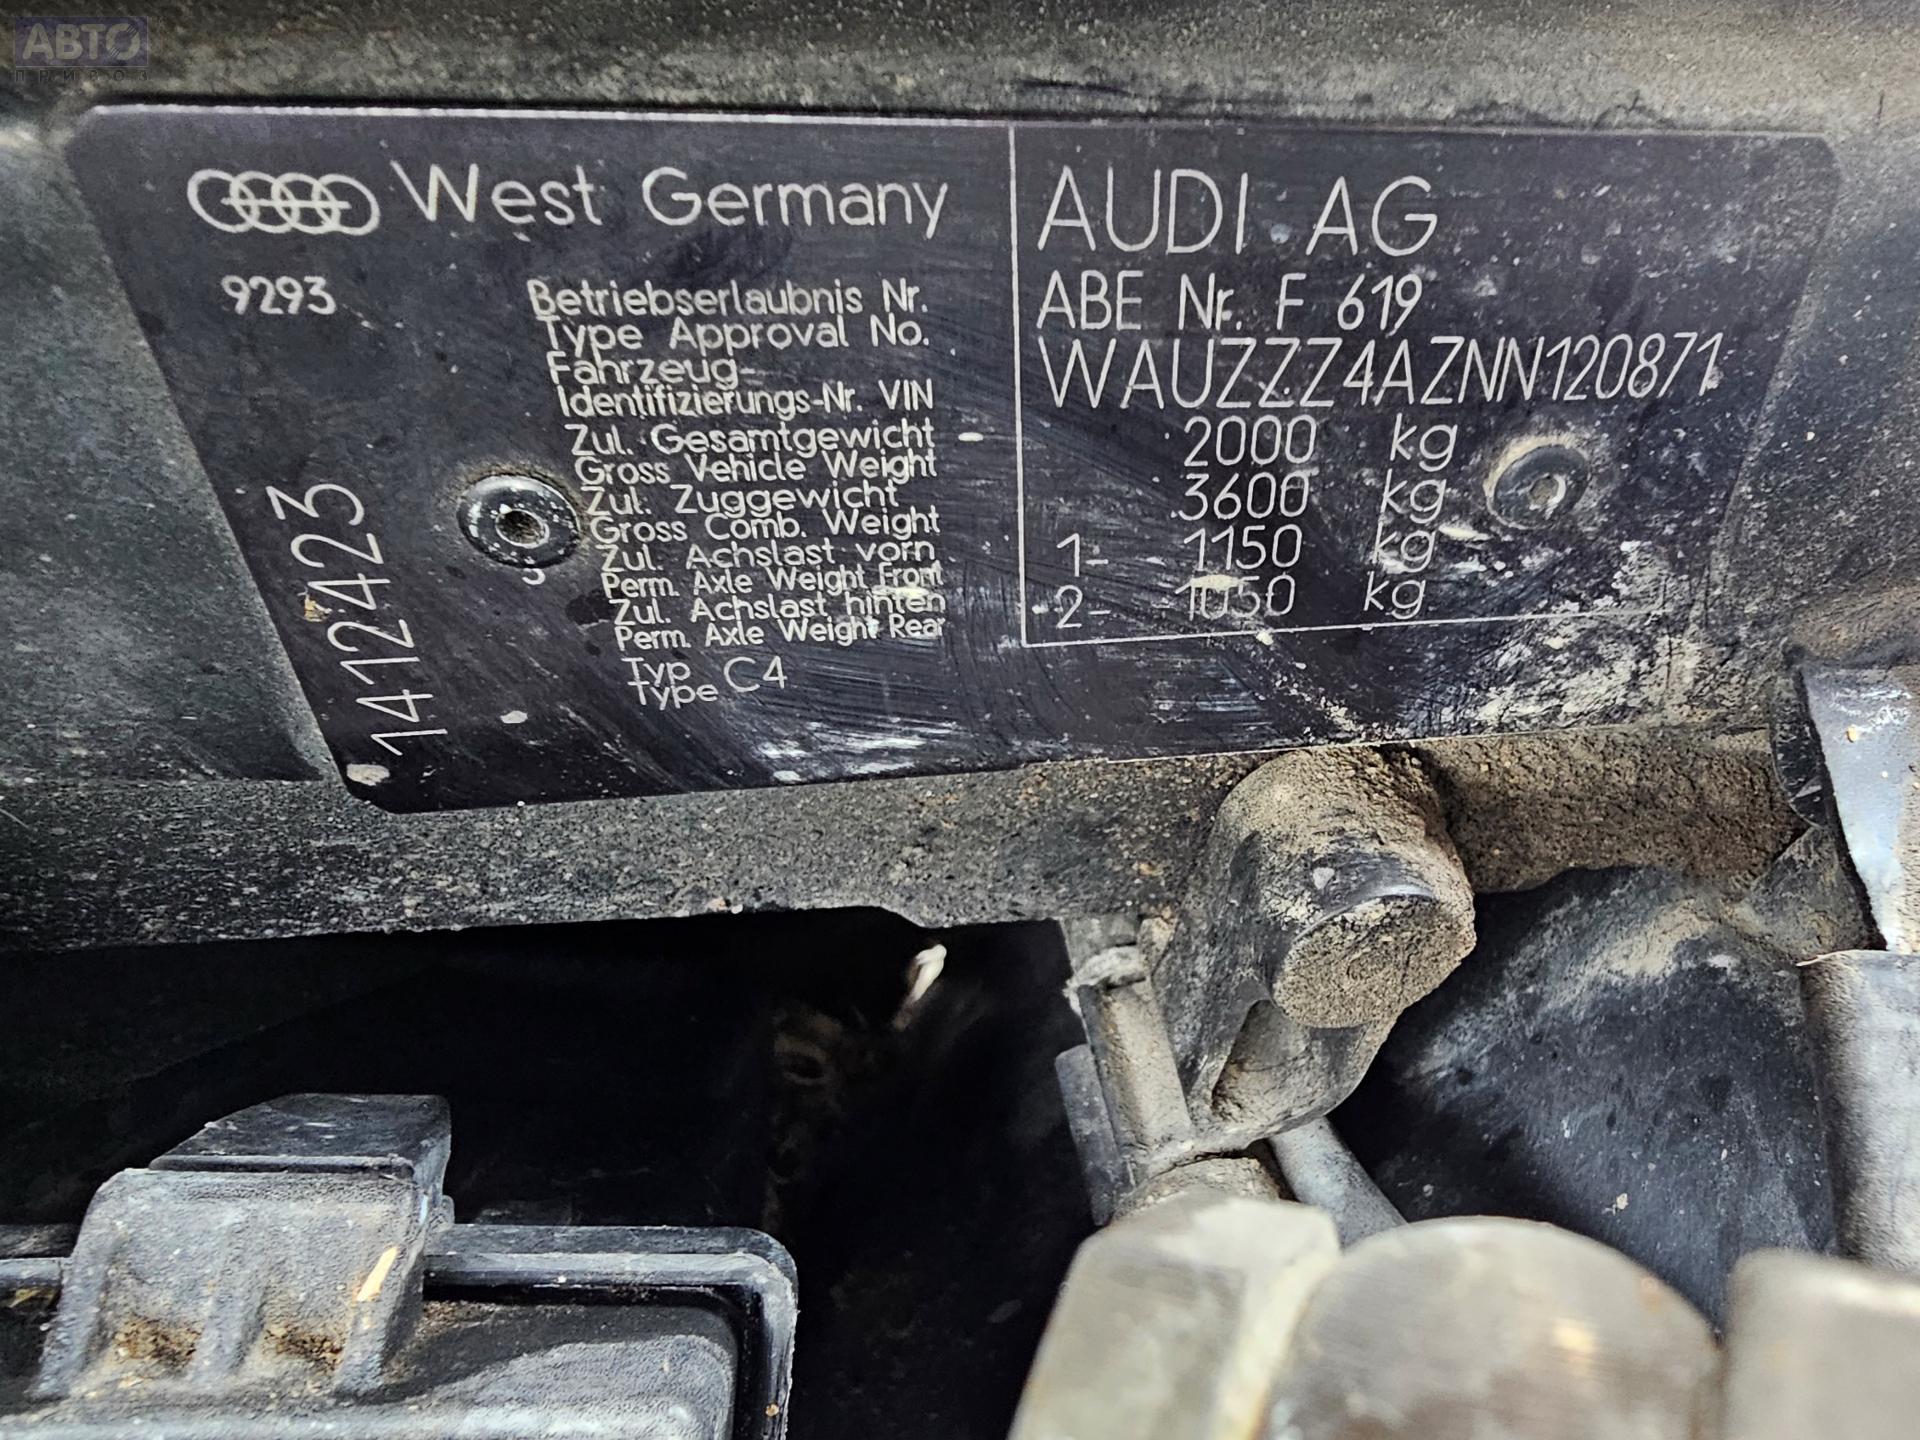 АВТО
ПРИВОЗ
West Germany
9293
Betriebserlaubnis Nr.
Type Approval No.
Fahrzeug-
Identifizierungs-Nr. VIN
Zul. Gesamtgewicht
Gross Vehicle Weight
Zul. Zuggewicht
Gross Comb. Weight
Zul. Achslast vorn
Perm. Axle Weight Front
Zul. Achslast hinten
Perm. Axle Weight Rear
Typ
Type C4
1412423
AUDI AG
ABE Nr. F 619
WAUZZZ4AZNN120871
2000 kg
3600 kg
1- 1150 kg
2- 1050 kg